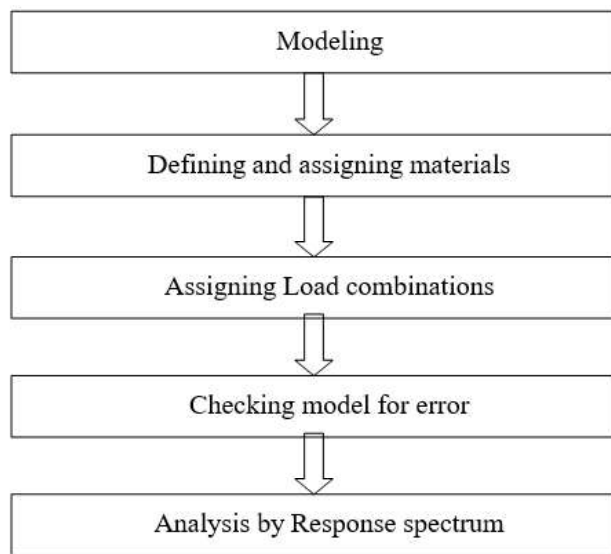 Modeling
Defining and assigning materials
Assigning Load combinations
Checking model for error
Analysis by Response spectrum